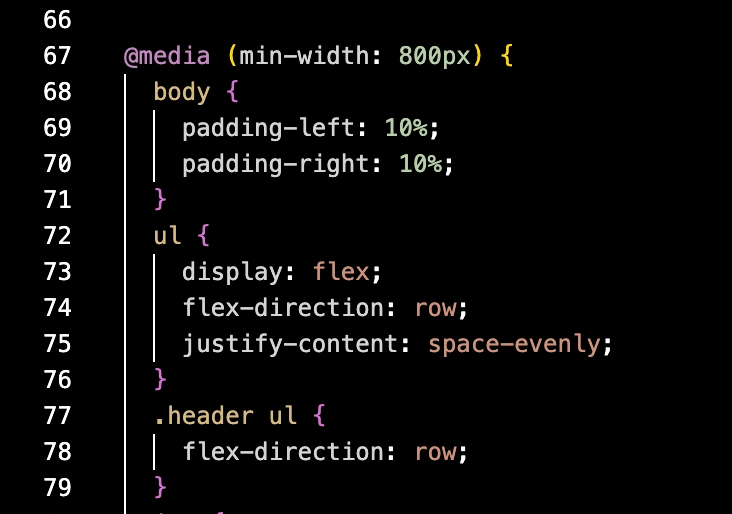 66
67 @media (min-width: 800px) {
68 body {
69 padding-left: 10%;
70 padding-right: 10%;
71 }
72 ul {
73 display: flex;
74 flex-direction: row;
75 justify-content: space-evenly;
76 }
77 .header ul {
78 flex-direction: row;
79 }